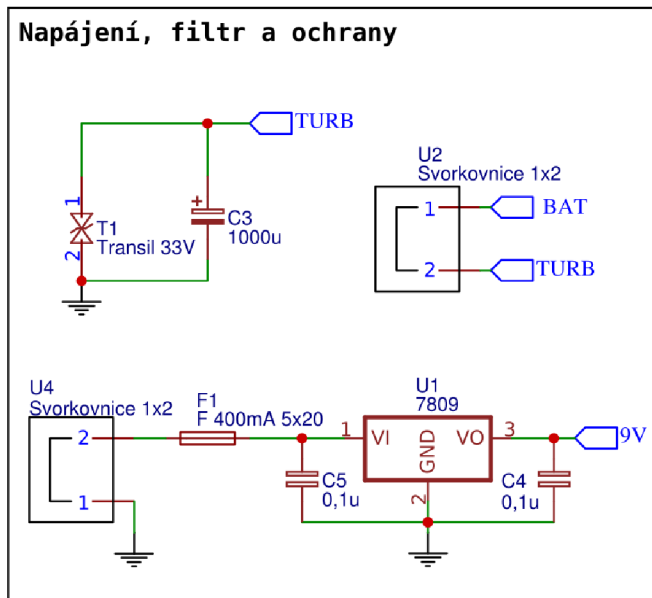 Napájení, filtr a ochrany
TURB
1
T1
Transil 33V
2
+
C3
1000u
U2
Svorkovnice 1x2
1
BAT
2
TURB
U4
Svorkovnice 1x2
2
1
F1
F 400mA 5x20
C5
0,1u
U1
7809
1
VI
GND
VO
3
2
9V
C4
0,1u